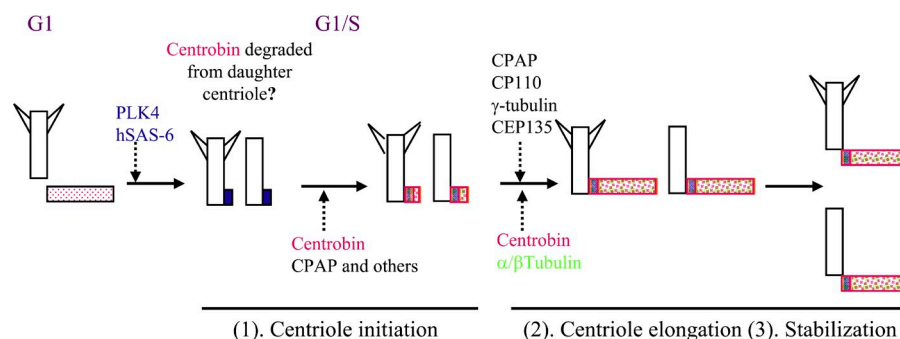 G1
G1/S
Centrobin degraded
from daughter
centriole?
PLK4
hSAS-6
Centrobin
CPAP and others
CPAP
CP110
γ-tubulin
CEP135
Centrobin
α/βTubulin
(1). Centriole initiation
(2). Centriole elongation (3). Stabilization